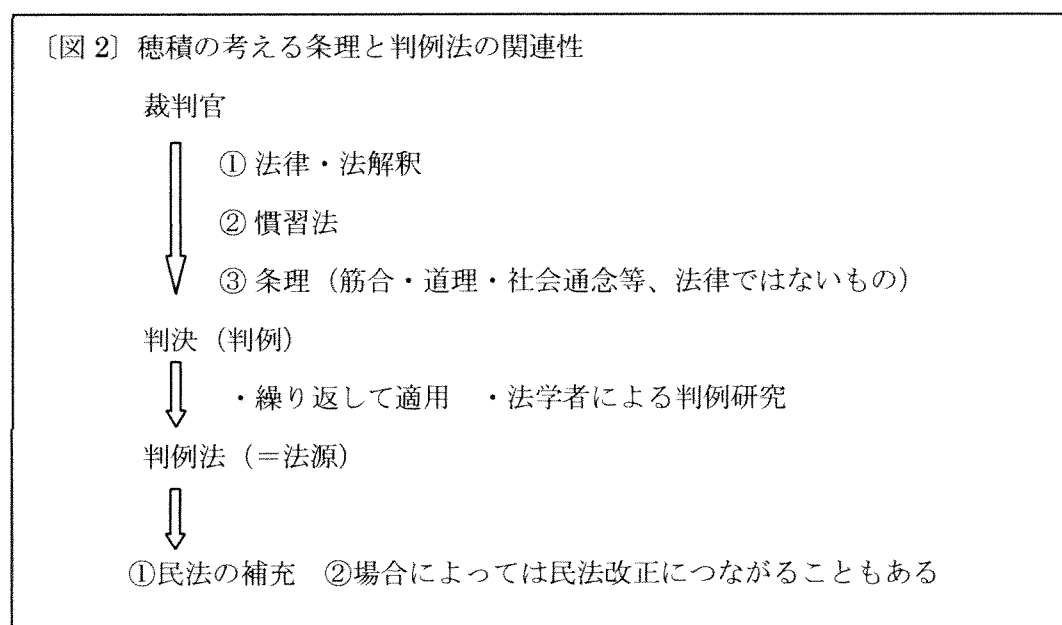 〔図 2〕穂積の考える条理と判例法の関連性
裁判官
① 法律・法解釈
② 慣習法
③ 条理（筋合・道理・社会通念等、法律ではないもの）
判決（判例）
・繰り返して適用　・法学者による判例研究
判例法（＝法源）
①民法の補充　②場合によっては民法改正につながることもある